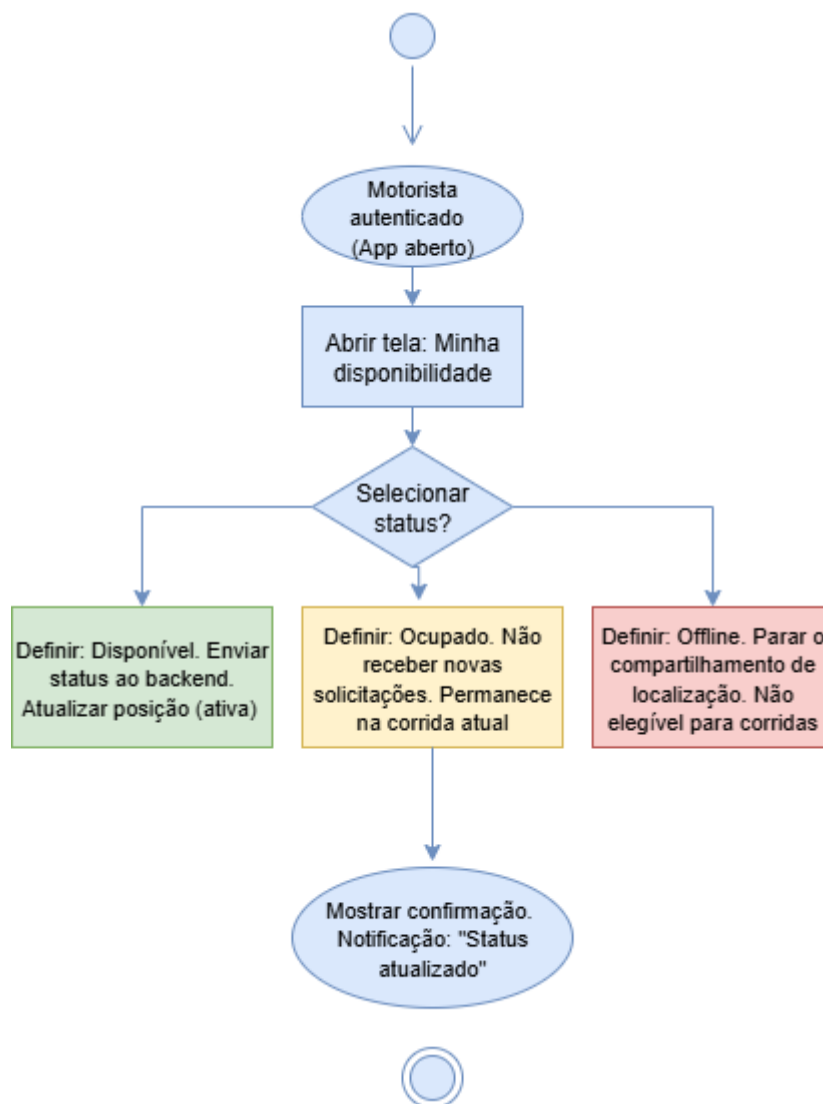 Motorista
autenticado
(App aberto)
Abrir tela: Minha
disponibilidade
Selecionar
status?
Definir: Disponível. Enviar
status ao backend.
Atualizar posição (ativa)
Definir: Ocupado. Não
receber novas
solicitações. Permanece
na corrida atual
Definir: Offline. Parar o
compartilhamento de
localização. Não
elegível para corridas
Mostrar confirmação.
Notificação: "Status
atualizado"